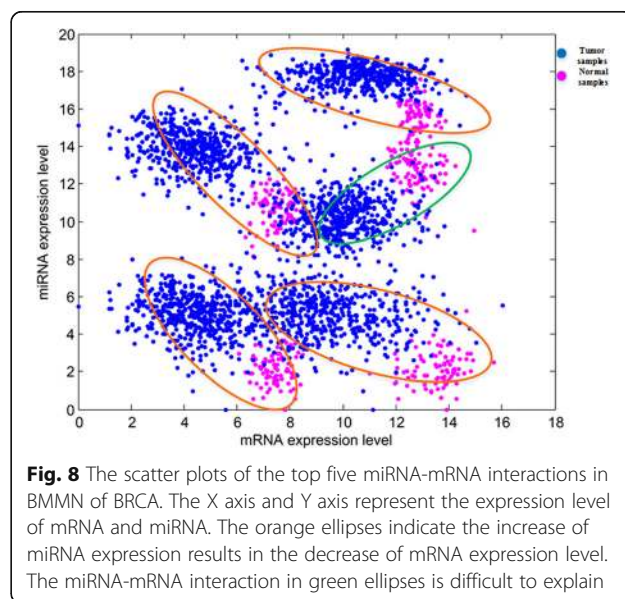 20
18
16
14
12
10
8
6
4
2
0
miRNA expression level
0 2 4 6 8 10 12 14 16 18
mRNA expression level
Tumor
samples
Normal
samples
Fig. 8 The scatter plots of the top five miRNA-mRNA interactions in
BMMN of BRCA. The X axis and Y axis represent the expression level
of mRNA and miRNA. The orange ellipses indicate the increase of
miRNA expression results in the decrease of mRNA expression level.
The miRNA-mRNA interaction in green ellipses is difficult to explain